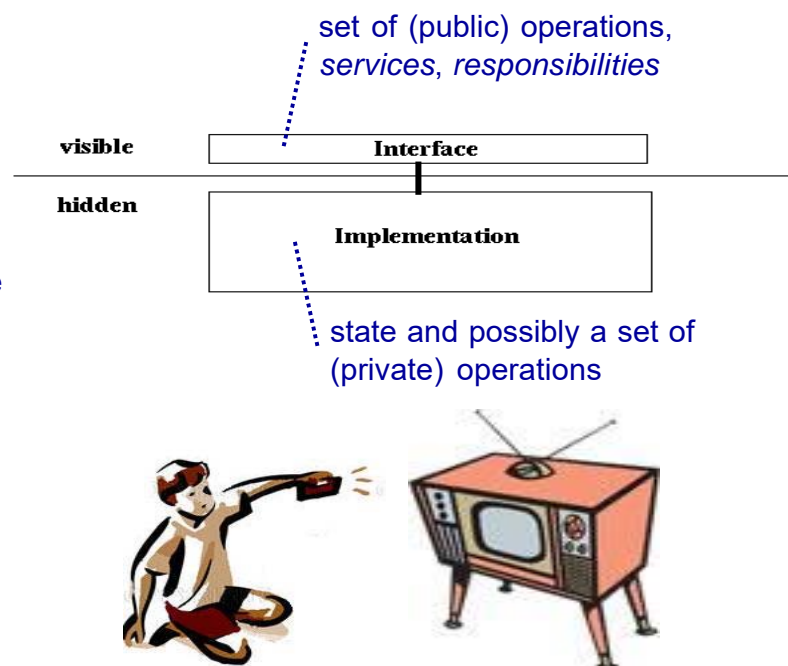 set of (public) operations,
services, responsibilities
visible
Interface
hidden
Implementation
e
state and possibly a set of
(private) operations